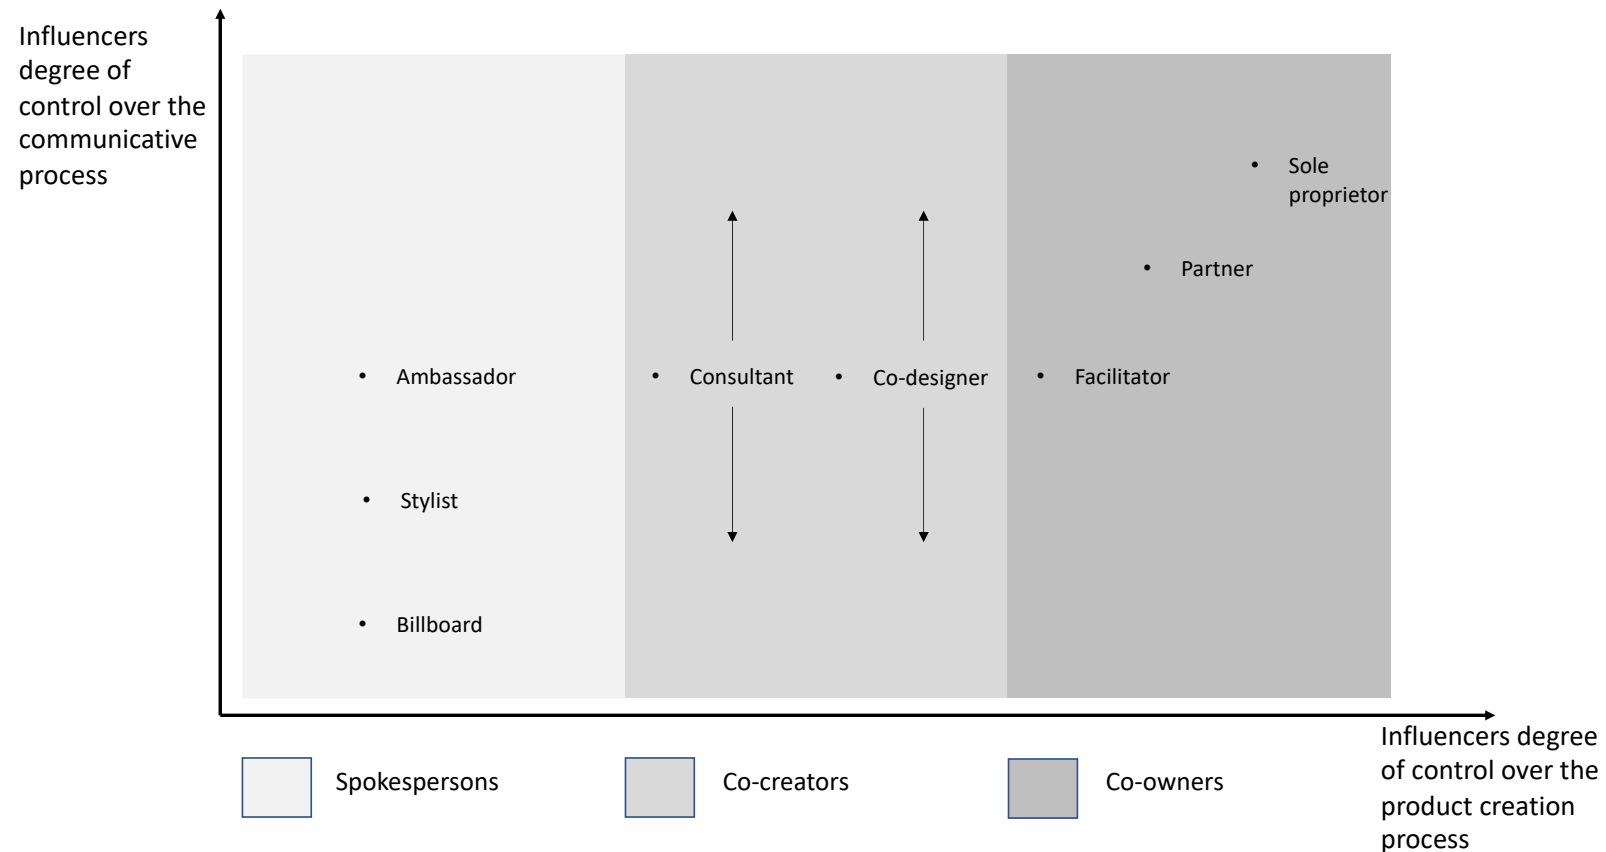 Influencers
degree of
control over the
communicative
process
• Sole
proprietor
• Partner
• Ambassador
• Consultant
• Co-designer
• Facilitator
• Stylist
• Billboard
Influencers degree
of control over the
product creation
process
Spokespersons
Co-creators
Co-owners